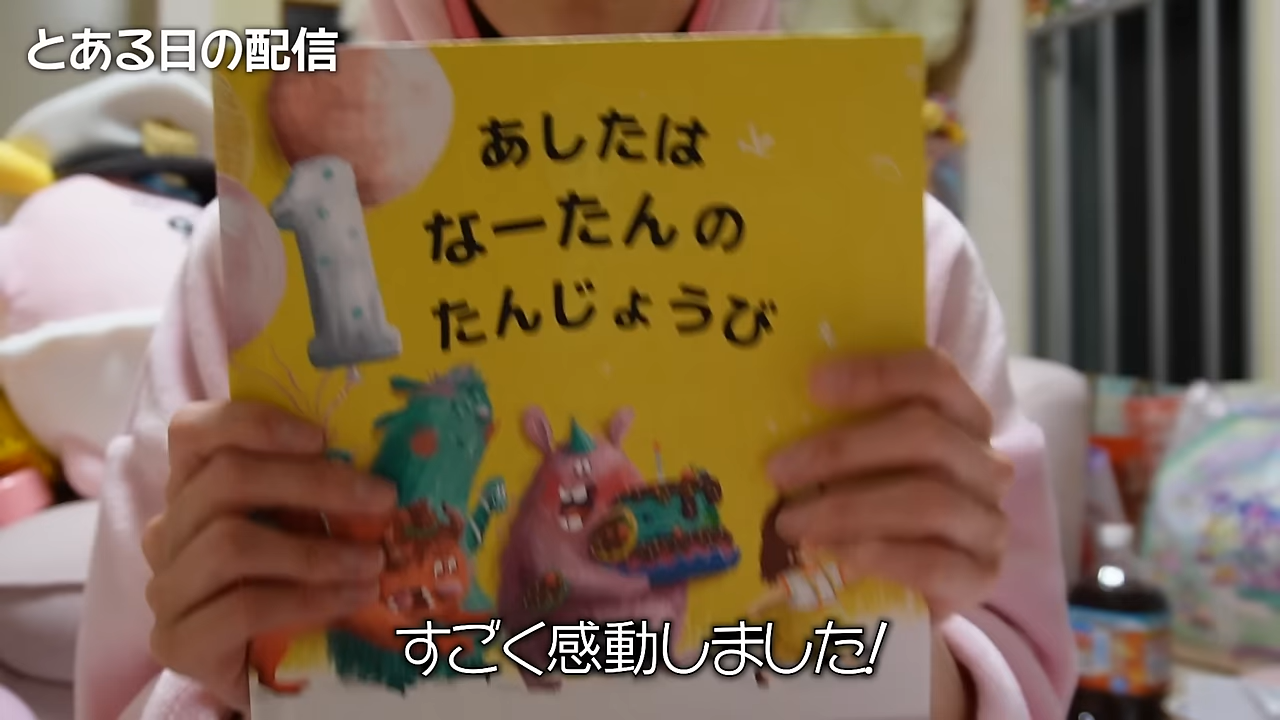 とある日の配信
あしたは
なーたんの
たんじょうび
すごく感動しました!